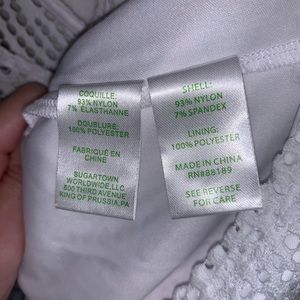 COQUILLE:
93% NYLON
7% ELASTHANNE
DOUBLURE:
100% POLYESTER
FABRIQUÉ EN
CHINE
SUGARTOWN
WORLDWIDE, LLC
800 THIRD AVENUE
KING OF PRUSSIA, PA
SHELL:
93% NYLON
7% SPANDEX
LINING:
100% POLYESTER
MADE IN CHINA
RN#88189
SEE REVERSE
FOR CARE